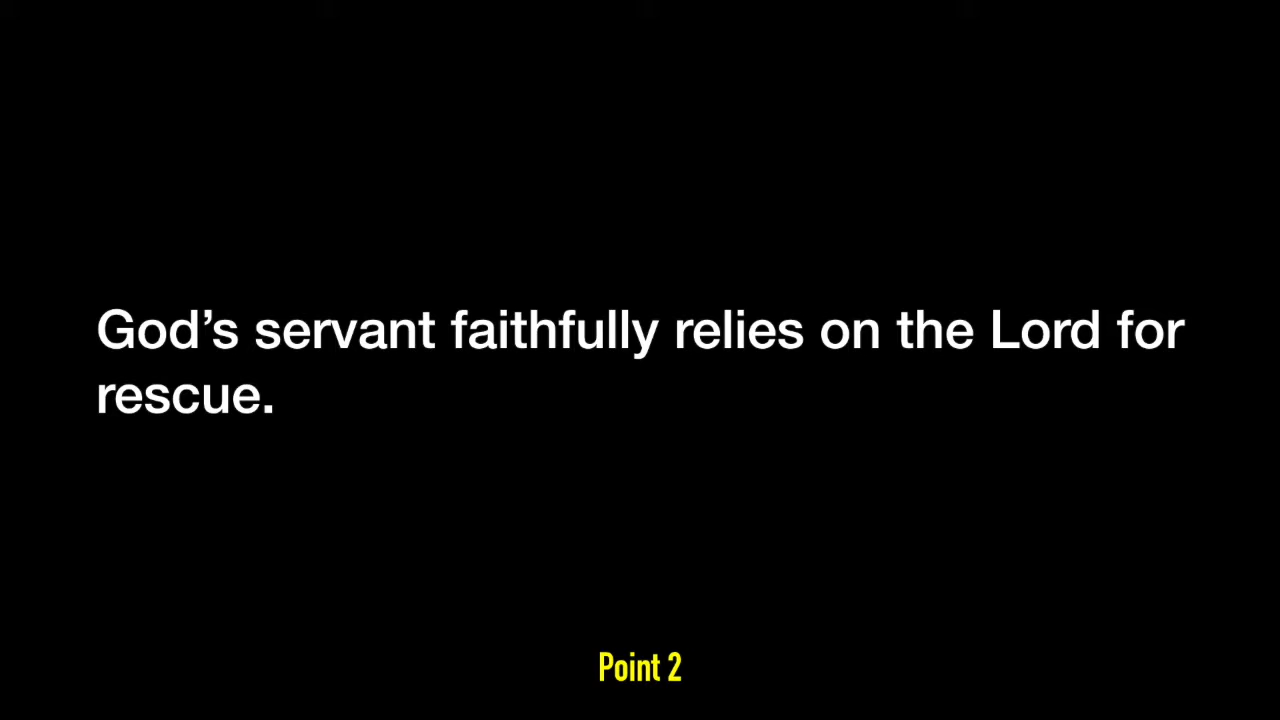 God’s servant faithfully relies on the Lord for
rescue.
Point 2